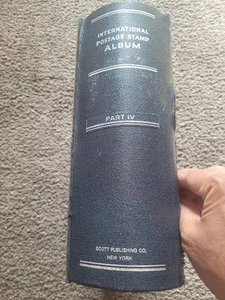 INTERNATIONAL
POSTAGE STAMP
ALBUM
PART IV
SCOTT PUBLISHING CO.
NEW YORK